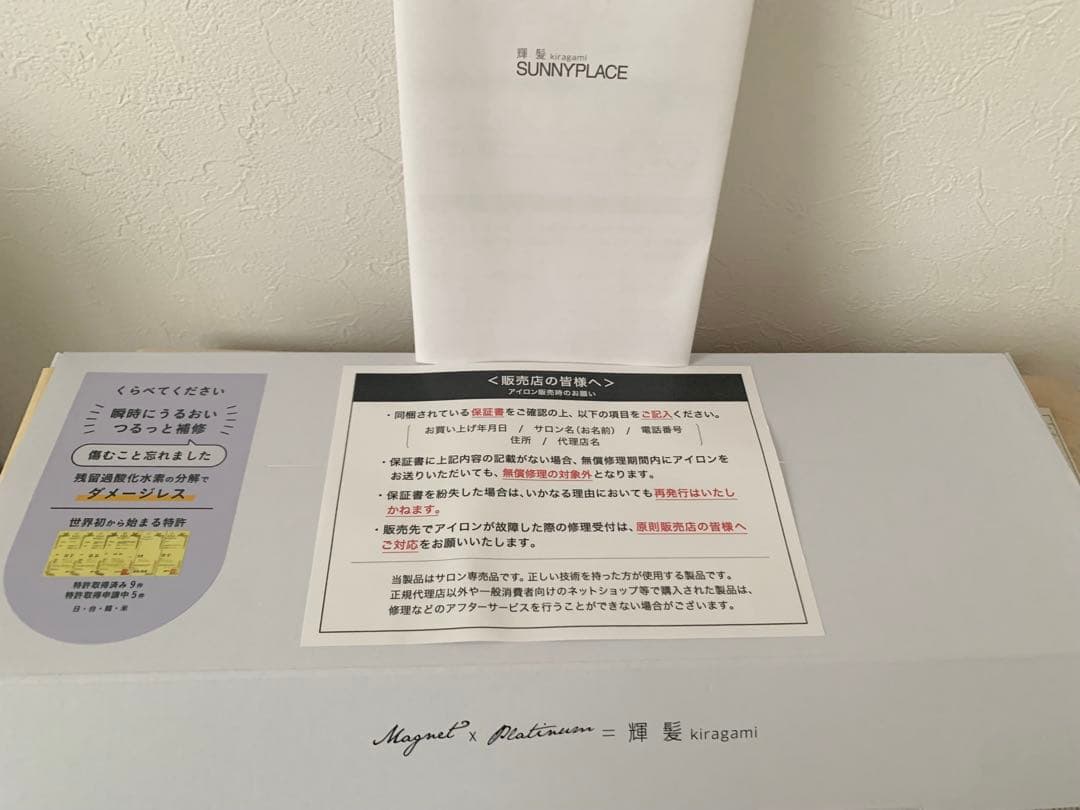 輝 髪 kiragami
SUNNYPLACE
くらべてください
瞬時にうるおい
つるっと補修
傷むこと忘れました
残留過酸化水素の分解で
ダメージレス
世界初から始まる特許
特許取得済み 9件
特許取得申請中 5件
日・台・韓・米
＜販売店の皆様へ＞
アイロン販売時のお願い
・同梱されている保証書をご確認の上、以下の項目をご記入ください。
お買い上げ年月日 / サロン名(お名前) / 電話番号
住所 / 代理店名
・保証書に上記内容の記載がない場合、無償修理期間内にアイロンを
お送りいただいても、無償修理の対象外となります。
・保証書を紛失した場合は、いかなる理由においても再発行はいたし
かねます。
・販売先でアイロンが故障した際の修理受付は、原則販売店の皆様へ
ご対応をお願いいたします。
当製品はサロン専売品です。正しい技術を持った方が使用する製品です。
正規代理店以外や一般消費者向けのネットショップ等で購入された製品は、
修理などのアフターサービスを行うことができない場合がございます。
Magnet x Platinum = 輝 髪 kiragami